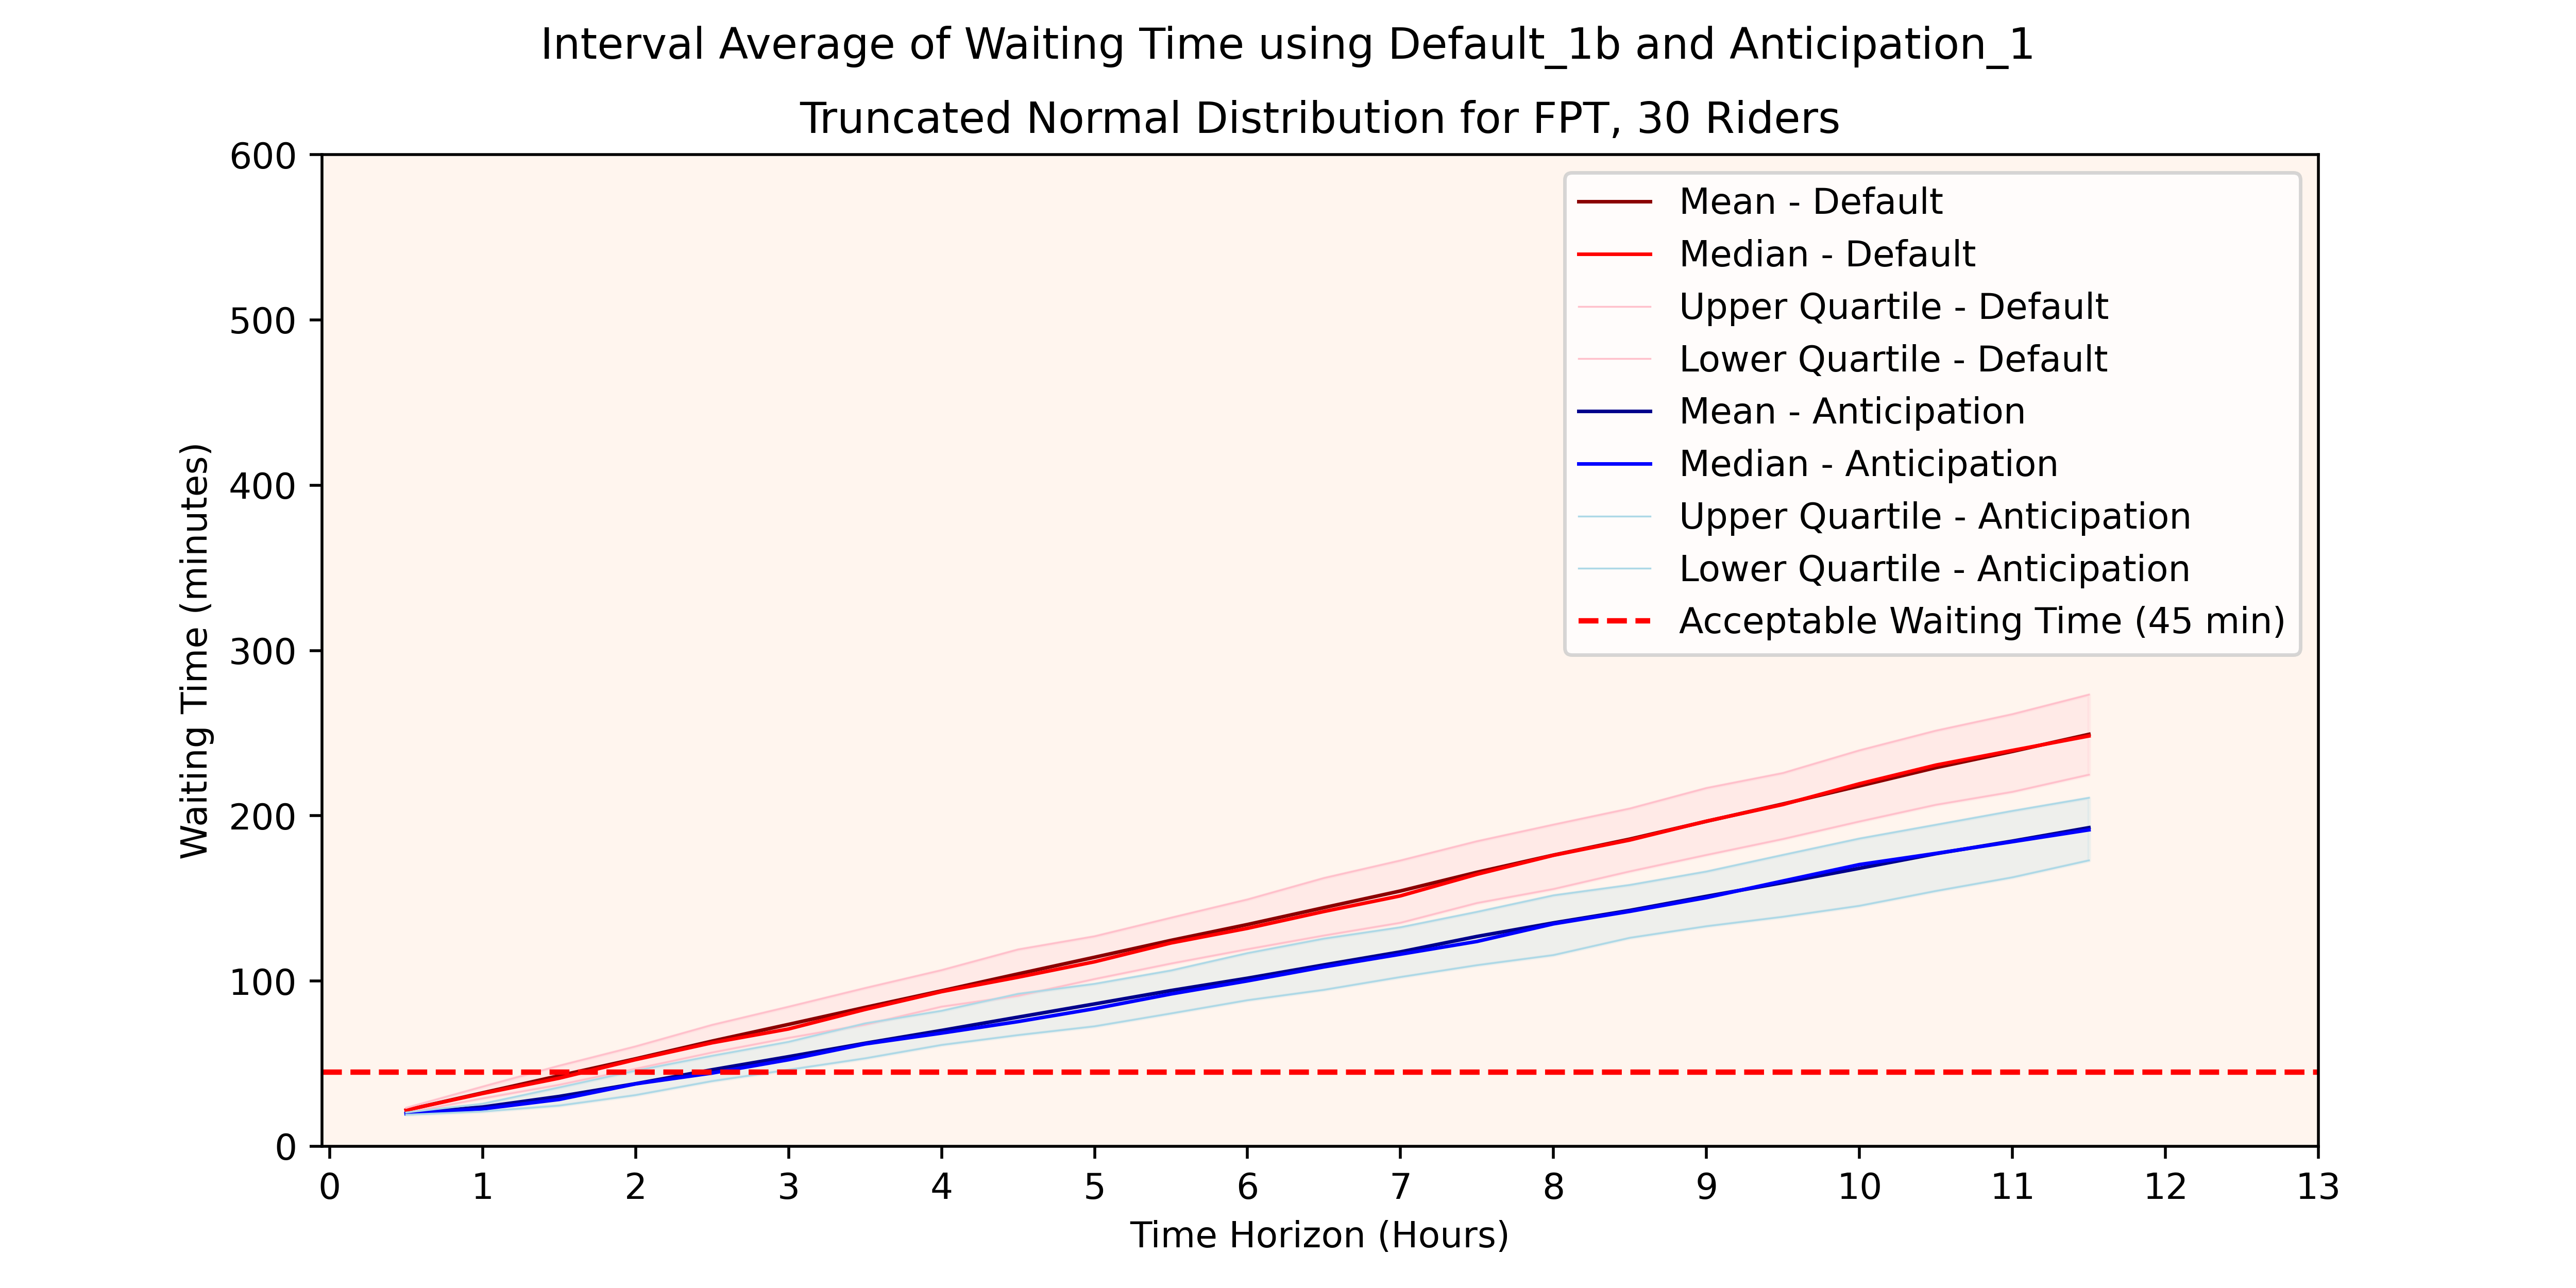 Interval Average of Waiting Time using Default_1b and Anticipation_1
Truncated Normal Distribution for FPT, 30 Riders
600
500
400
300
200
100
0
Waiting Time (minutes)
Mean - Default
Median - Default
Upper Quartile - Default
Lower Quartile - Default
Mean - Anticipation
Median - Anticipation
Upper Quartile - Anticipation
Lower Quartile - Anticipation
Acceptable Waiting Time (45 min)
0 1 2 3 4 5 6 7 8 9 10 11 12 13
Time Horizon (Hours)